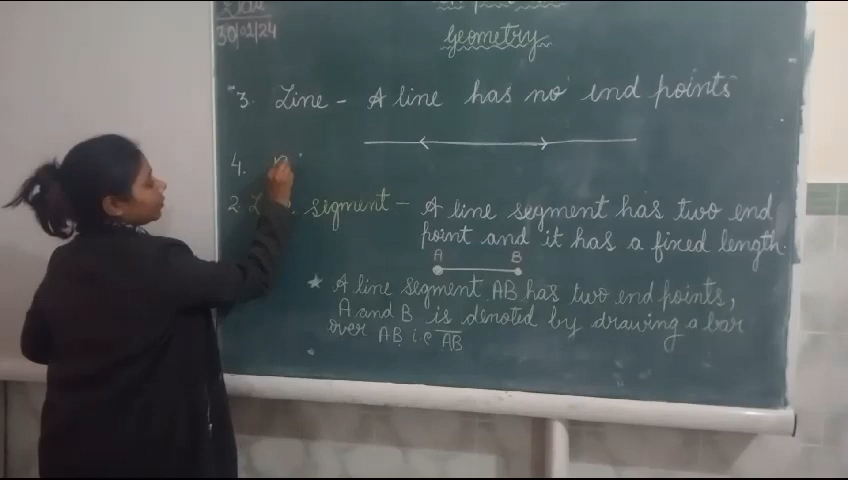 30/01/24
Geometry
3. Line - A line has no end points
4.
2 segment - A line segment has two end
point and it has a fixed length.
A B
★ A line segment AB has two end points,
A and B is denoted by drawing a bar
over AB i.e A̅B̅